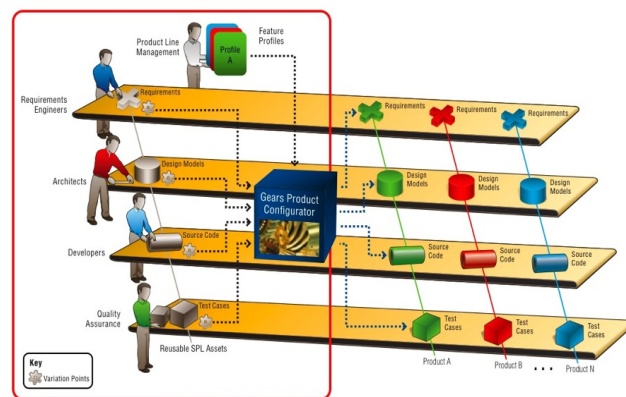 Product Line
Management
Feature
Profiles
Profile
A
Requirements
Engineers
Requirements
Requirements
Requirements
Requirements
Architects
Design Models
Gears Product
Configurator
Design
Models
Design
Models
Design
Models
Developers
Source Code
Source
Code
Source
Code
Source
Code
Quality
Assurance
Test Cases
Test
Cases
Test
Cases
Test
Cases
Reusable SPL Assets
Product A
Product B
...
Product N
Key
Variation Points